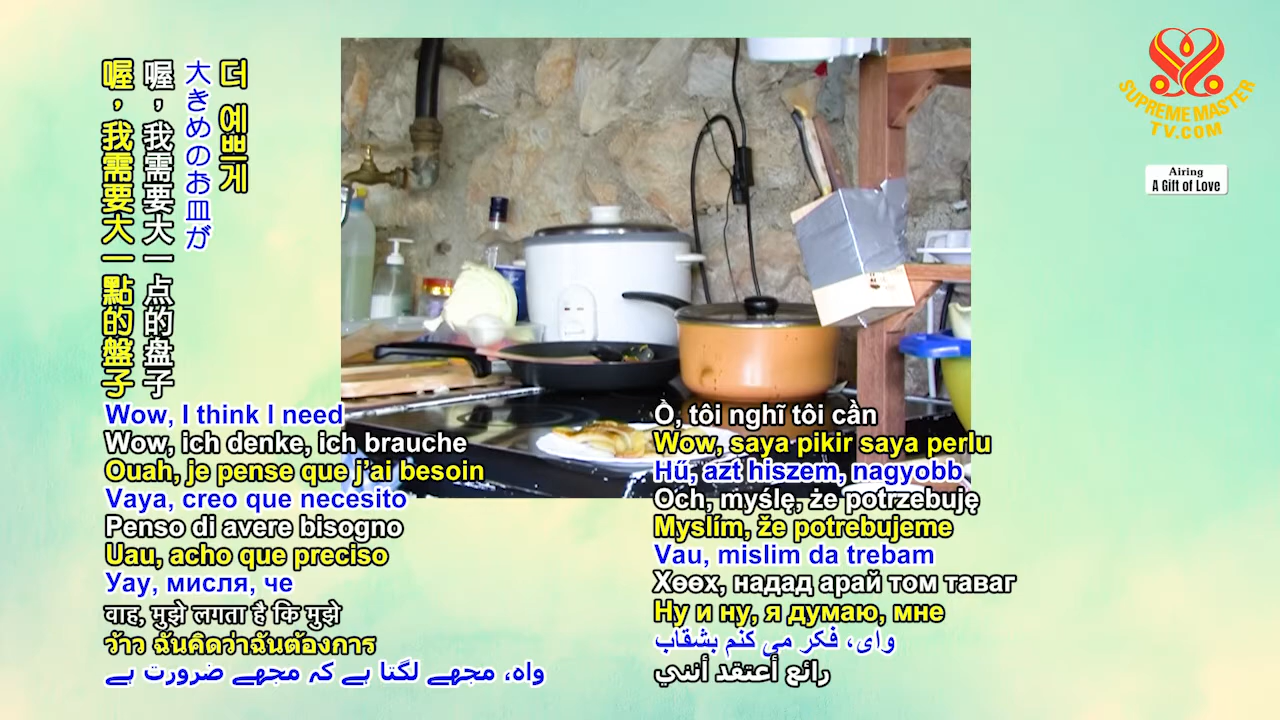 더 예쁘게
大きめのお皿が
喔，我需要大一点的盘子
喔，我需要大一點的盤子
Wow, I think I need
Wow, ich denke, ich brauche
Ouah, je pense que j’ai besoin
Vaya, creo que necesito
Penso di avere bisogno
Uau, acho que preciso
Уау, мисля, че
वाह, मुझे लगता है कि मुझे
ว้าว ฉันคิดว่าฉันต้องการ
واہ، مجھے لگتا ہے کہ مجھے ضرورت ہے
Ồ, tôi nghĩ tôi cần
Wow, saya pikir saya perlu
Hű, azt hiszem, nagyobb
Och, myślę, że potrzebuję
Myslím, že potrebujeme
Vau, mislim da trebam
Хөөх, надад арай том таваг
Ну и ну, я думаю, мне
وای، فکر می کنم بشقاب
رائع أعتقد أنني
SUPREME MASTER
TV.COM
Airing
A Gift of Love